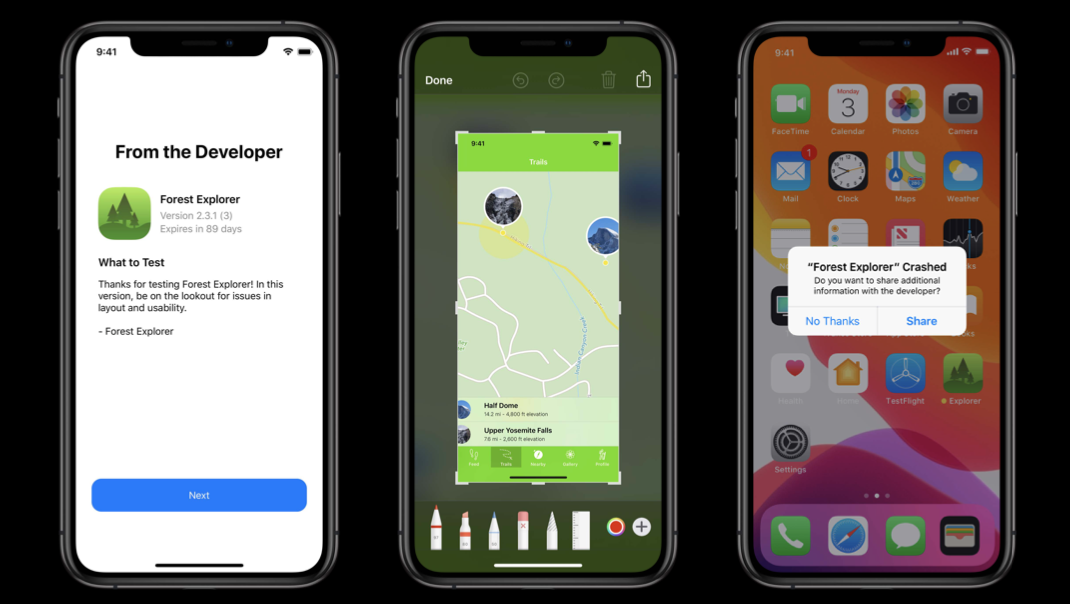 9:41
From the Developer
Forest Explorer
Version 2.3.1 (3)
Expires in 89 days
What to Test
Thanks for testing Forest Explorer! In this
version, be on the lookout for issues in
layout and usability.
- Forest Explorer
Next
Done
9:41
Trails
Indian Canyon Creek
Half Dome
14.2 mi - 4,800 ft elevation
Upper Yosemite Falls
7.6 mi - 2,600 ft elevation
Feed Trails Nearby Gallery Profile
9:41
Monday
3
FaceTime Calendar Photos Camera
1
Mail Clock Maps Weather
“Forest Explorer” Crashed
Do you want to share additional
information with the developer?
No Thanks Share
Health Home TestFlight Explorer
Settings